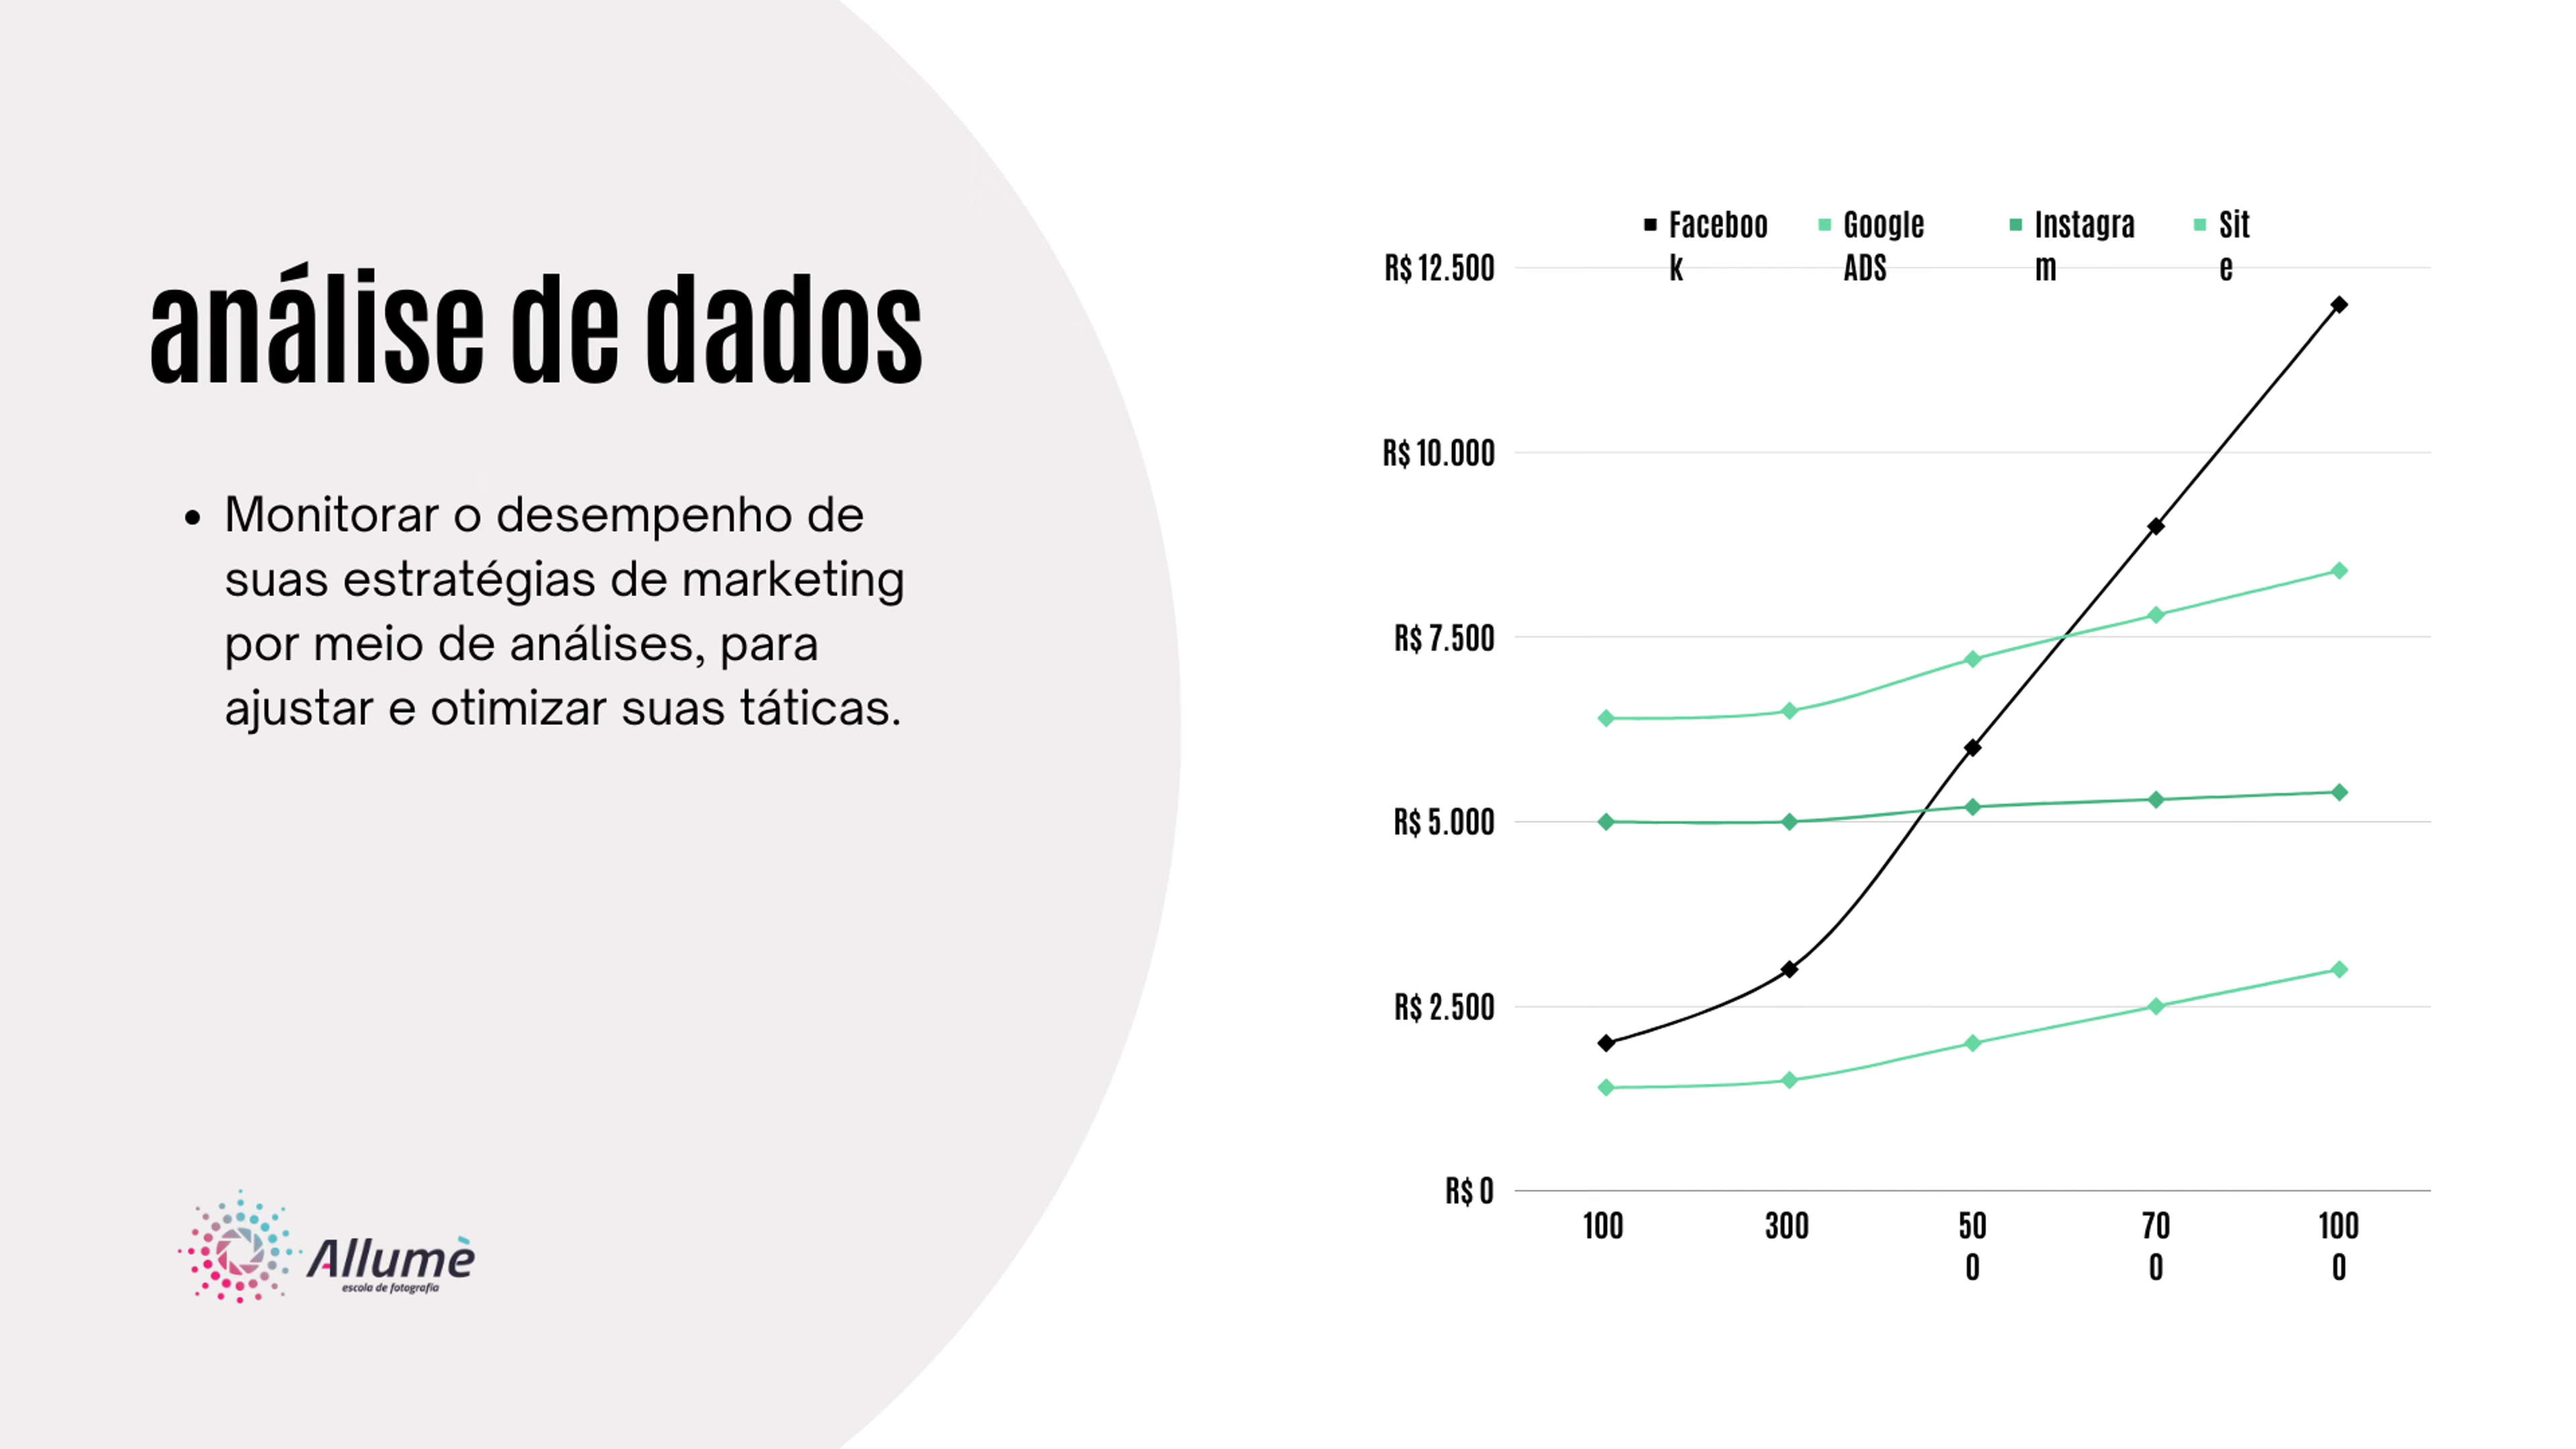 análise de dados
• Monitorar o desempenho de
suas estratégias de marketing
por meio de análises, para
ajustar e otimizar suas táticas.
Allumè
escola de fotografia
Faceboo
k
Google
ADS
Instagra
m
Sit
e
R$ 12.500
R$ 10.000
R$ 7.500
R$ 5.000
R$ 2.500
R$ 0
100
300
50
0
70
0
100
0